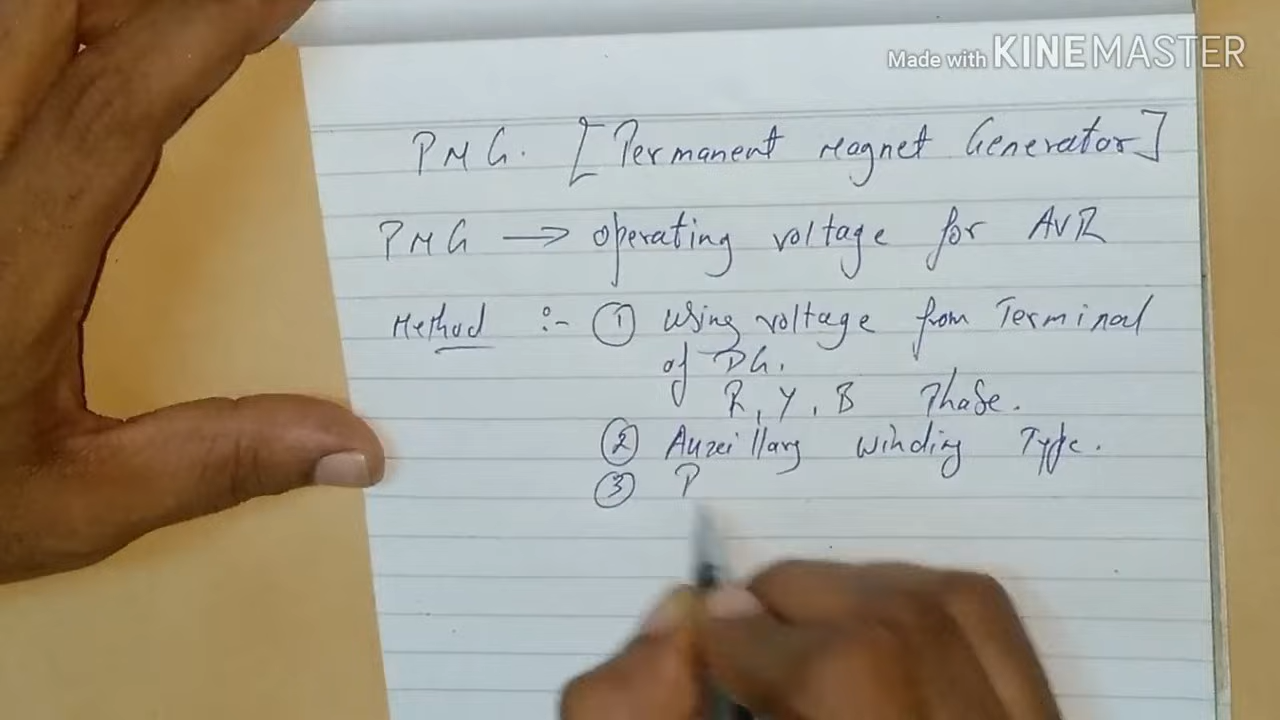 Made with KINEMASTER
PMG. [Permanent Magnet Generator]
PMG → operating voltage for AVR
Method :- ① Using voltage from Terminal
of DG.
R, Y, B Phase.
② Auxillary winding Type.
③ P